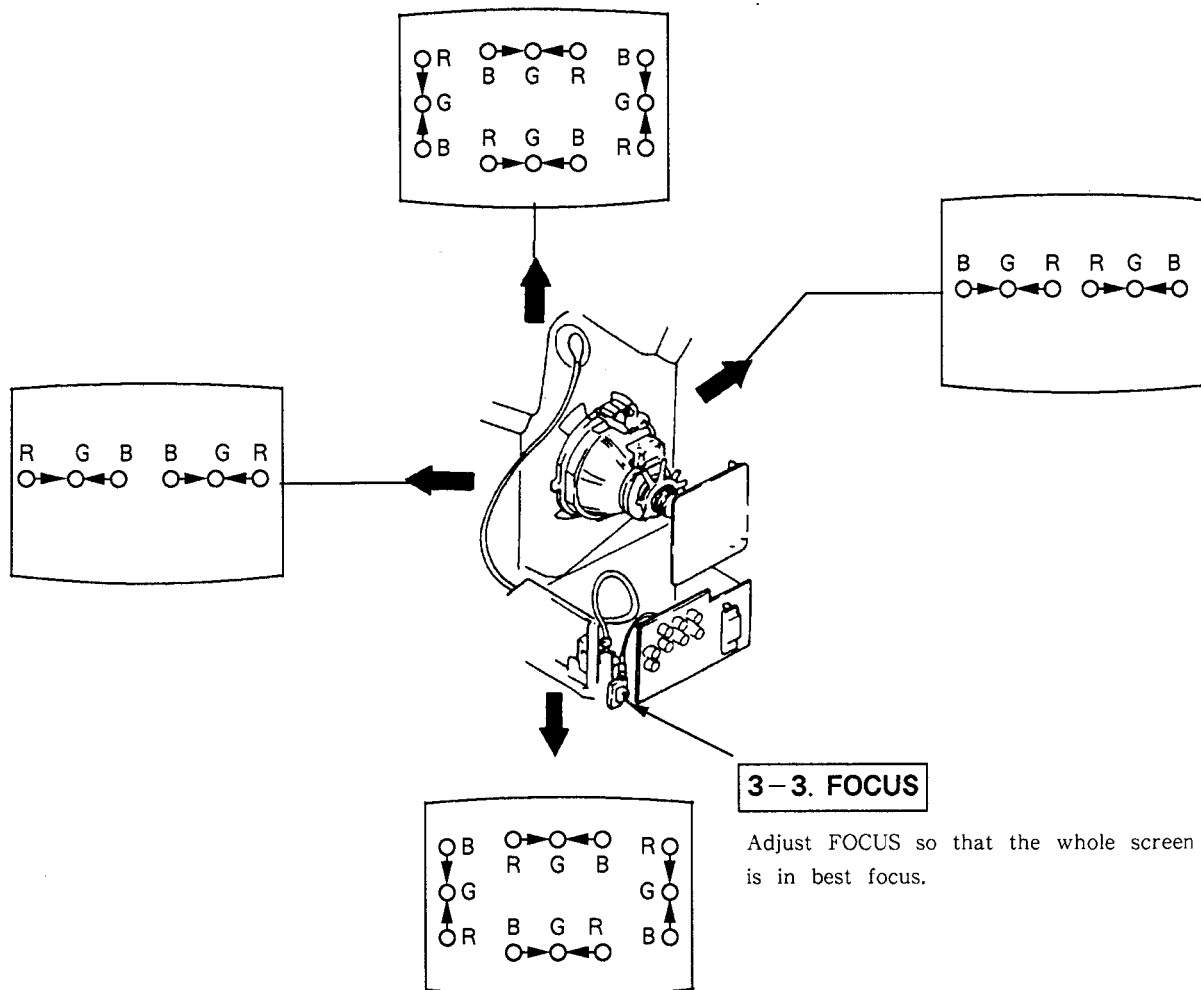 R
B G R
B
G
G
B
R G B
R
B G R R G B
R G B B G R
3-3. FOCUS
Adjust FOCUS so that the whole screen
is in best focus.
B
R G B
R
G
G
R
B G R
B